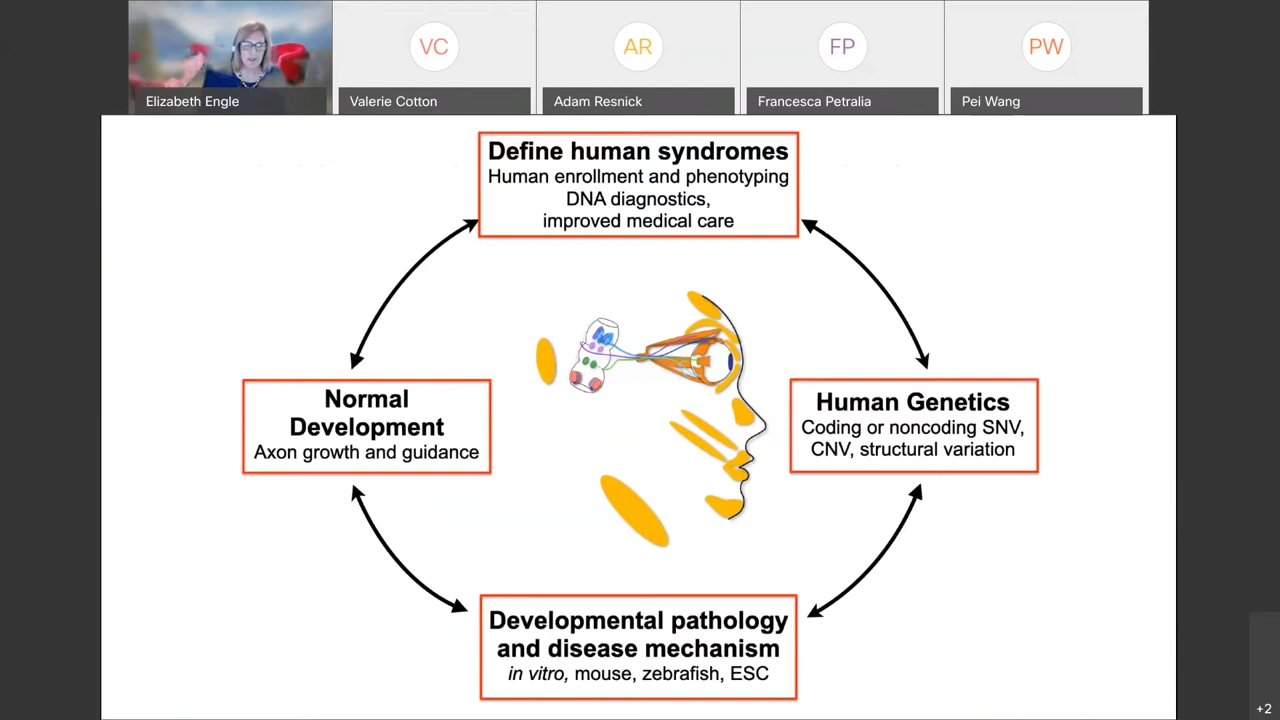 VC
AR
FP
PW
Elizabeth Engle
Valerie Cotton
Adam Resnick
Francesca Petralia
Pei Wang
Define human syndromes
Human enrollment and phenotyping
DNA diagnostics,
improved medical care
Normal
Development
Axon growth and guidance
Human Genetics
Coding or noncoding SNV,
CNV, structural variation
Developmental pathology
and disease mechanism
in vitro, mouse, zebrafish, ESC
+2